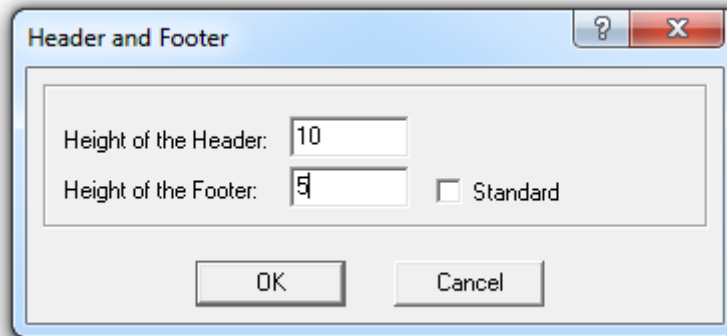 Header and Footer
Height of the Header: 10
Height of the Footer: 5 Standard
OK Cancel